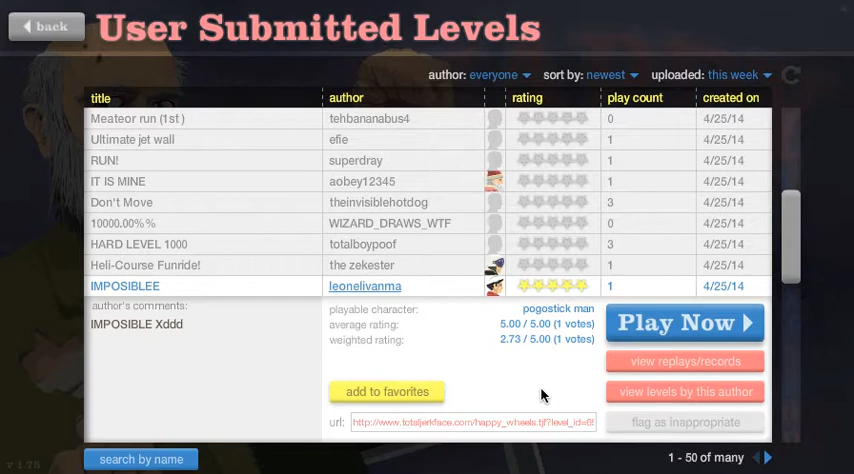 back
User Submitted Levels
author: everyone sort by: newest uploaded: this week
title author rating play count created on
Meateor run (1st ) tehbananabus4 0 4/25/14
Ultimate jet wall efie 1 4/25/14
RUN! superdray 1 4/25/14
IT IS MINE aobey12345 1 4/25/14
Don't Move theinvisiblehotdog 3 4/25/14
10000.00%% WIZARD_DRAWS_WTF 0 4/25/14
HARD LEVEL 1000 totalboypoof 3 4/25/14
Heli-Course Funride! the zekester 1 4/25/14
IMPOSIBLEE leonelivanma 1 4/25/14
author's comments:
IMPOSIBLE Xddd
playable character: pogostick man
average rating: 5.00 / 5.00 (1 votes)
weighted rating: 2.73 / 5.00 (1 votes)
Play Now
view replays/records
add to favorites
view levels by this author
url: http://www.totaljerkface.com/happy_wheels.tjf?level_id=6
flag as inappropriate
v 1.78
search by name
1 - 50 of many